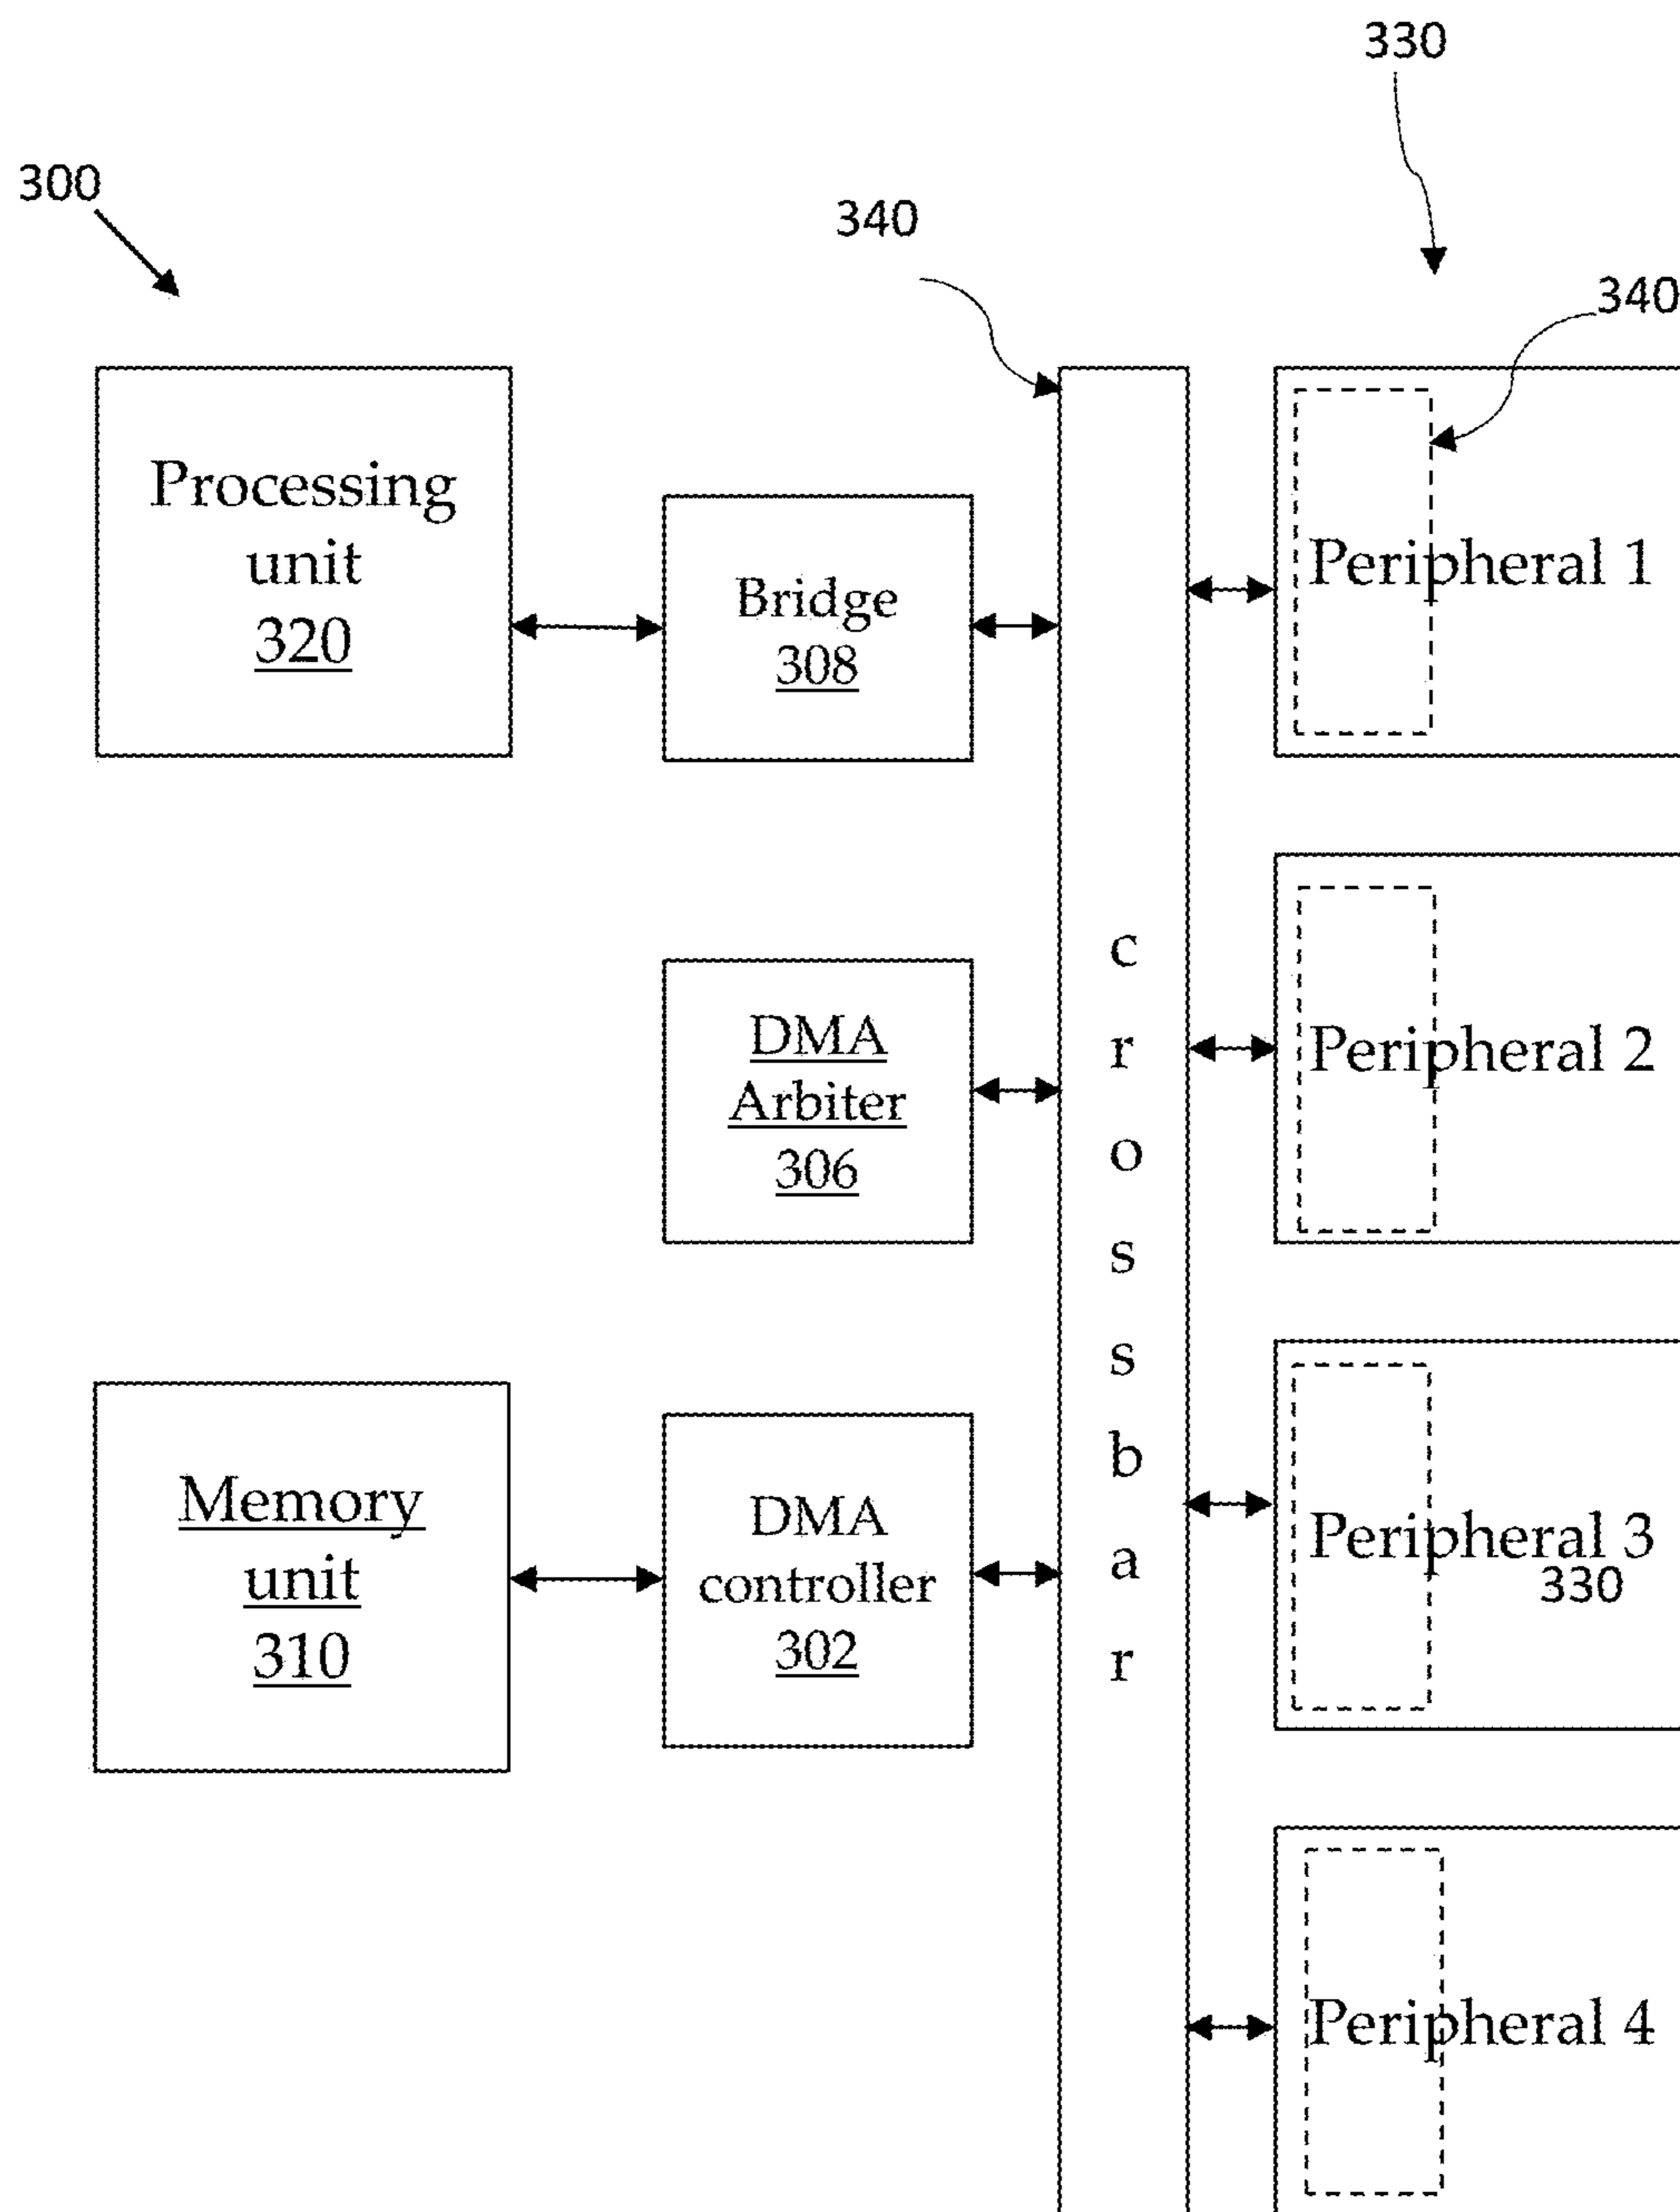 330
300
340
340
Processing
unit
320
Bridge
308
Peripheral 1
DMA
Arbiter
306
c
r
o
s
s
b
a
r
Peripheral 2
Memory
unit
310
DMA
controller
302
Peripheral 3
330
Peripheral 4